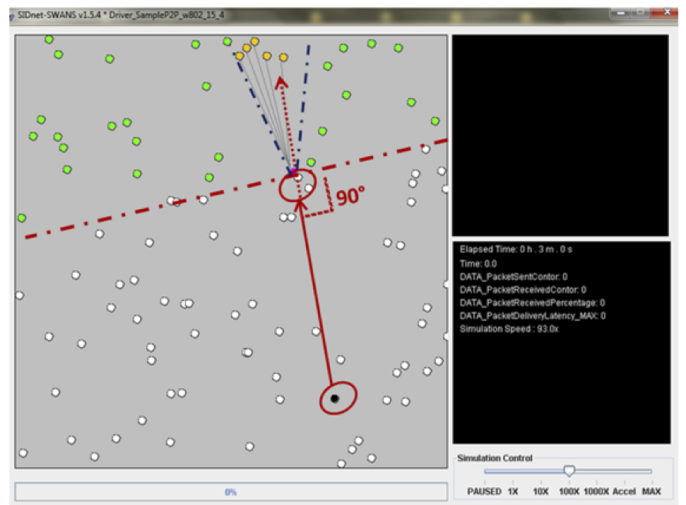 SIDnet-SWANS v1.5.4 * Driver_SampleP2P_w802_15_4
90°
Elapsed Time: 0 h . 3 m . 0 s
Time: 0.0
DATA_PacketSentContor: 0
DATA_PacketReceivedContor: 0
DATA_PacketReceivedPercentage: 0
DATA_PacketDeliveryLatency_MAX: 0
Simulation Speed : 93.0x
Simulation Control
PAUSED 1X 10X 100X 1000X Accel MAX
0%